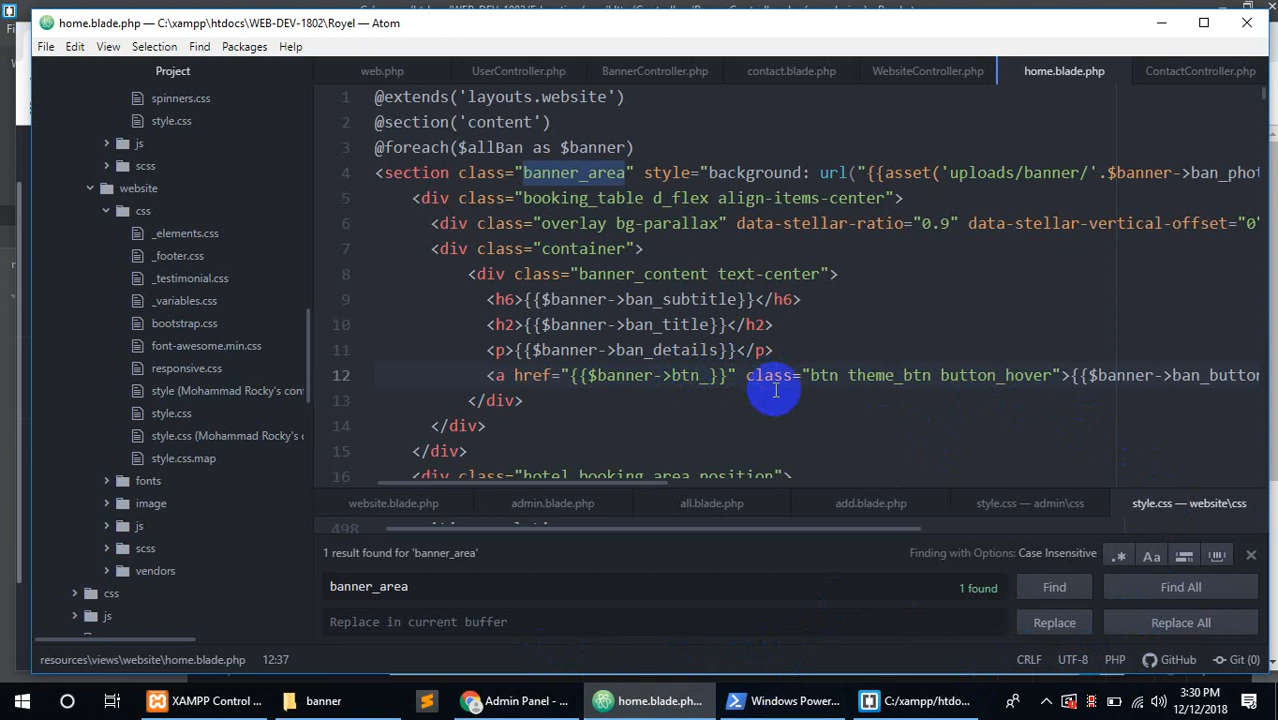 home.blade.php — C:\xampp\htdocs\WEB-DEV-1802\Royel — Atom
File Edit View Selection Find Packages Help
Project
web.php UserController.php BannerController.php contact.blade.php WebsiteController.php home.blade.php ContactController.php
spinners.css
style.css
js
scss
website
css
_elements.css
_footer.css
_testimonial.css
_variables.css
bootstrap.css
font-awesome.min.css
responsive.css
style (Mohammad Rocky's c
style.css
style.css (Mohammad Rocky's c
style.css.map
fonts
image
js
scss
vendors
css
js
1 @extends('layouts.website')
2 @section('content')
3 @foreach($allBan as $banner)
4 <section class="banner_area" style="background: url("{{asset('uploads/banner/'.$banner->ban_phot
5 <div class="booking_table d_flex align-items-center">
6 <div class="overlay bg-parallax" data-stellar-ratio="0.9" data-stellar-vertical-offset="0"
7 <div class="container">
8 <div class="banner_content text-center">
9 <h6>{{$banner->ban_subtitle}}</h6>
10 <h2>{{$banner->ban_title}}</h2>
11 <p>{{$banner->ban_details}}</p>
12 <a href="{{$banner->btn_}}" class="btn theme_btn button_hover">{{$banner->ban_button
13 </div>
14 </div>
15 </div>
16 <div class="hotel_booking_area position">
website.blade.php admin.blade.php all.blade.php add.blade.php style.css — admin\css style.css — website\css
498
1 result found for 'banner_area' Finding with Options: Case Insensitive .* Aa
banner_area 1 found Find Find All
Replace in current buffer Replace Replace All
resources\views\website\home.blade.php 12:37 CRLF UTF-8 PHP GitHub Git (0)
XAMPP Control ... banner Admin Panel - ... home.blade.php... Windows Power... C:/xampp/htdoc... 3:30 PM
12/12/2018